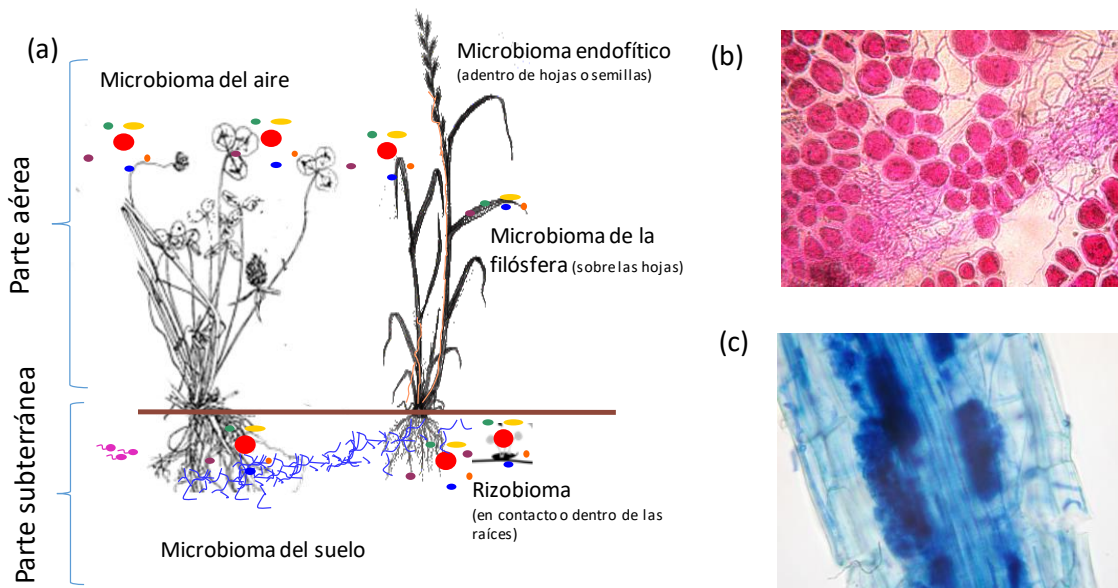 (a)
Microbioma del aire
Microbioma endofítico
(adentro de hojas o semillas)
Microbioma de la
filósfera (sobre las hojas)
Parte aérea
Parte subterránea
Rizobioma
(en contacto o dentro de las
raíces)
Microbioma del suelo
(b)
(c)